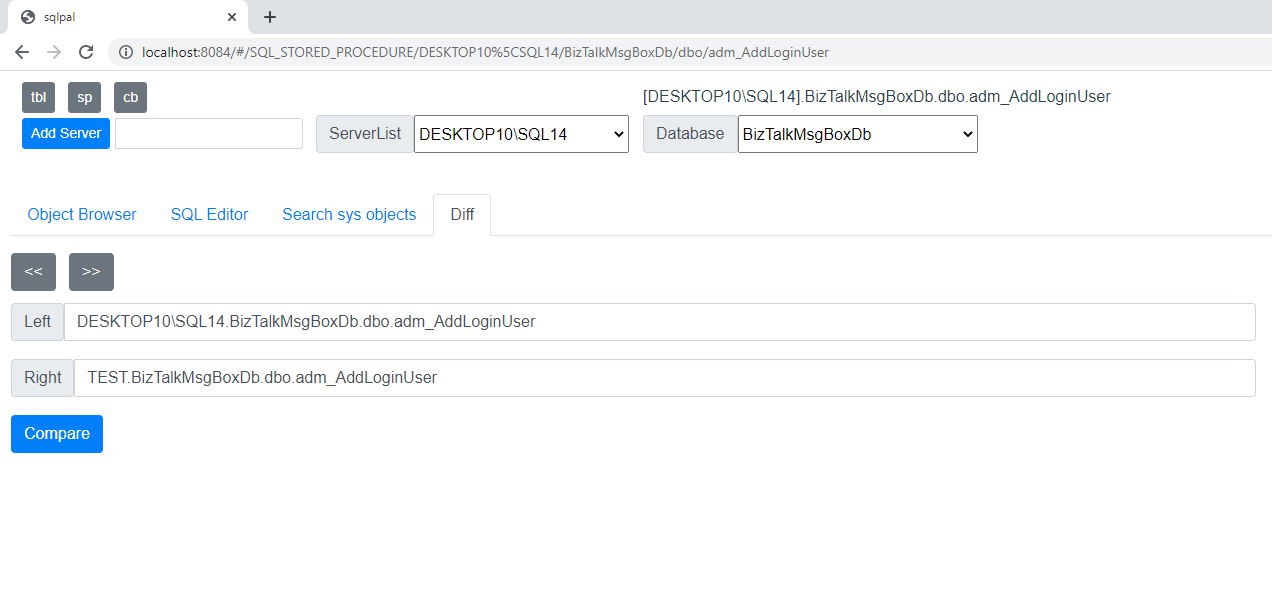 sqlpal
localhost:8084/#/SQL_STORED_PROCEDURE/DESKTOP10%5CSQL14/BizTalkMsgBoxDb/dbo/adm_AddLoginUser
tbl sp cb [DESKTOP10\SQL14].BizTalkMsgBoxDb.dbo.adm_AddLoginUser
Add Server ServerList DESKTOP10\SQL14 Database BizTalkMsgBoxDb
Object Browser SQL Editor Search sys objects Diff
<< >>
Left DESKTOP10\SQL14.BizTalkMsgBoxDb.dbo.adm_AddLoginUser
Right TEST.BizTalkMsgBoxDb.dbo.adm_AddLoginUser
Compare